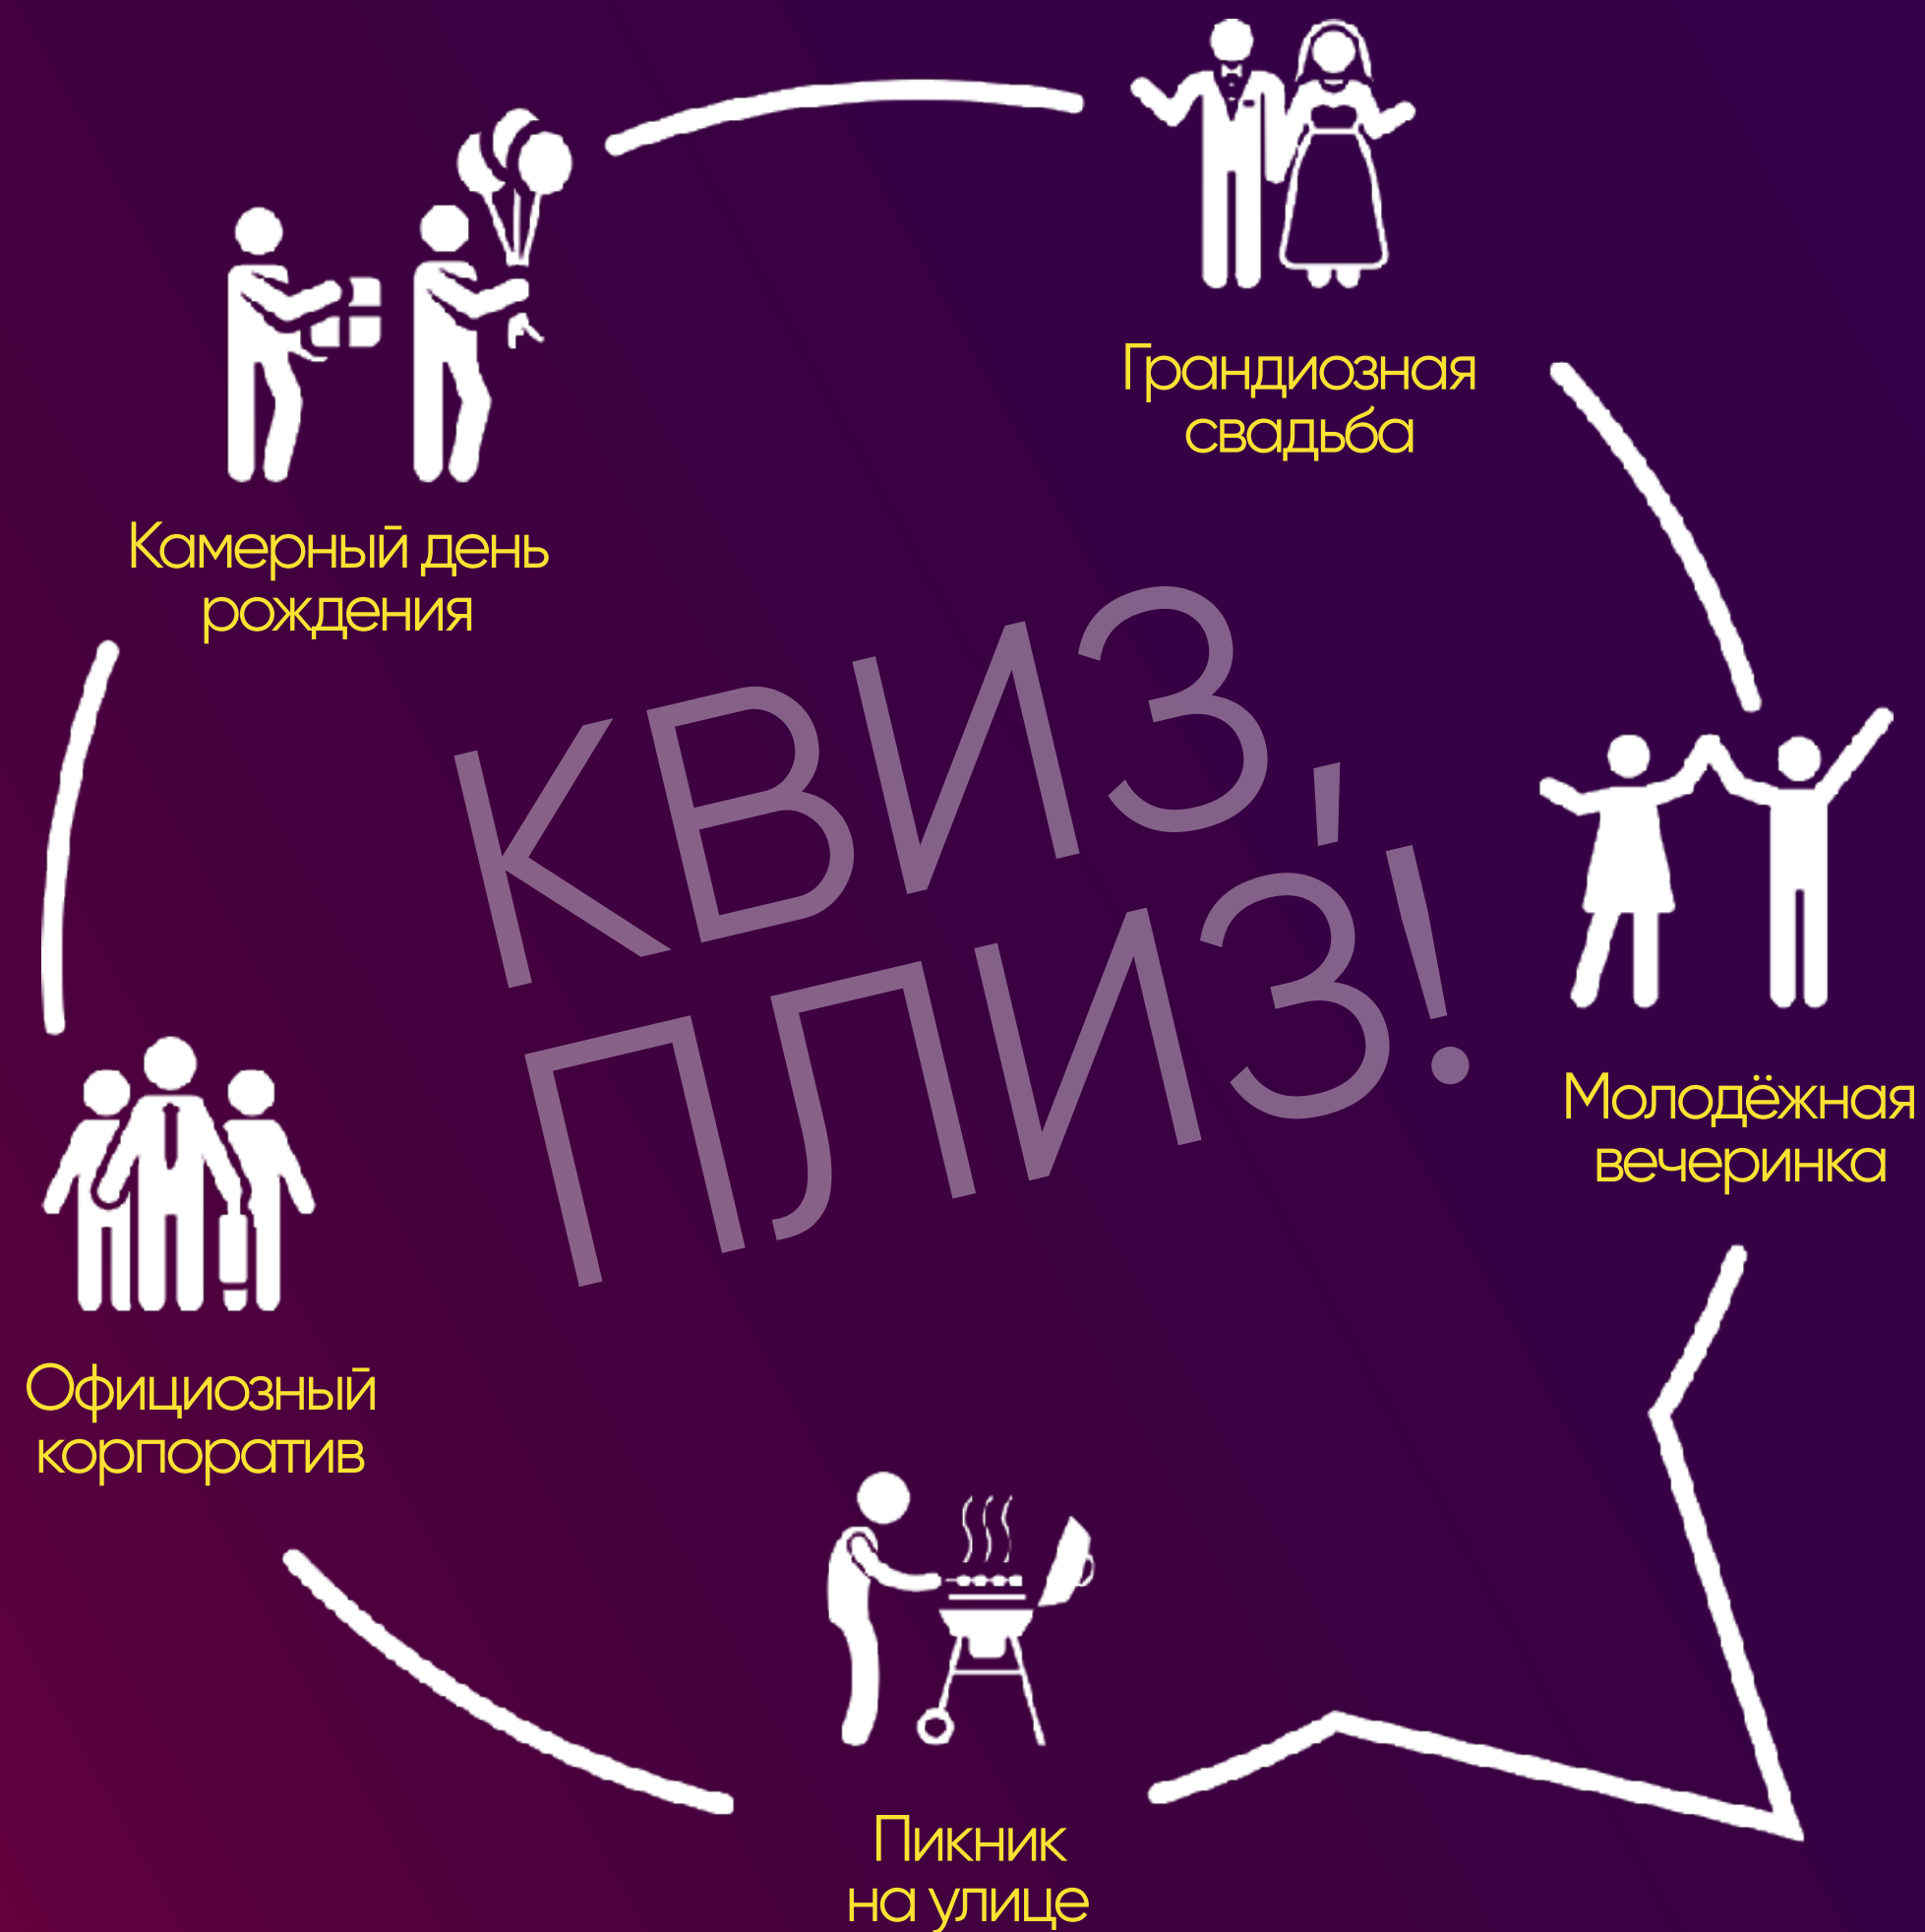 Грандиозная
свадьба
Камерный день
рождения
КВИЗ,
ПЛИЗ!
Молодёжная
вечеринка
Официозный
корпоратив
Пикник
на улице